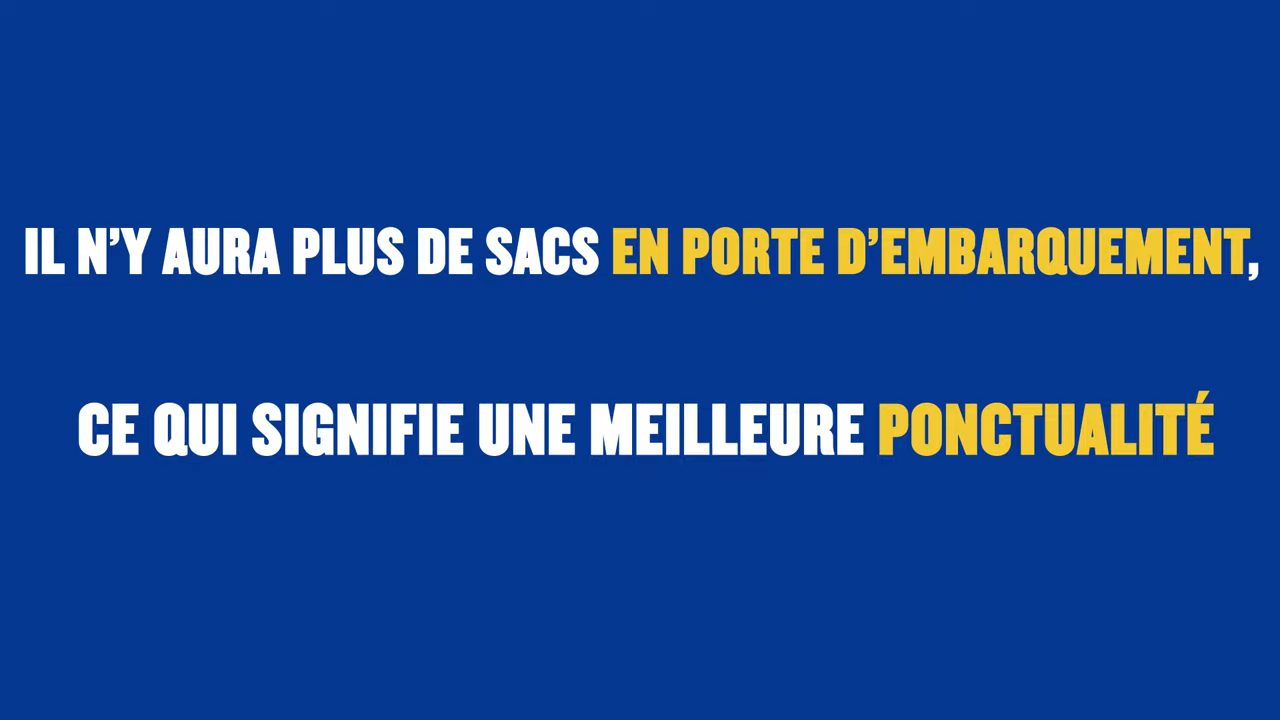 IL N’Y AURA PLUS DE SACS EN PORTE D’EMBARQUEMENT,
CE QUI SIGNIFIE UNE MEILLEURE PONCTUALITÉ